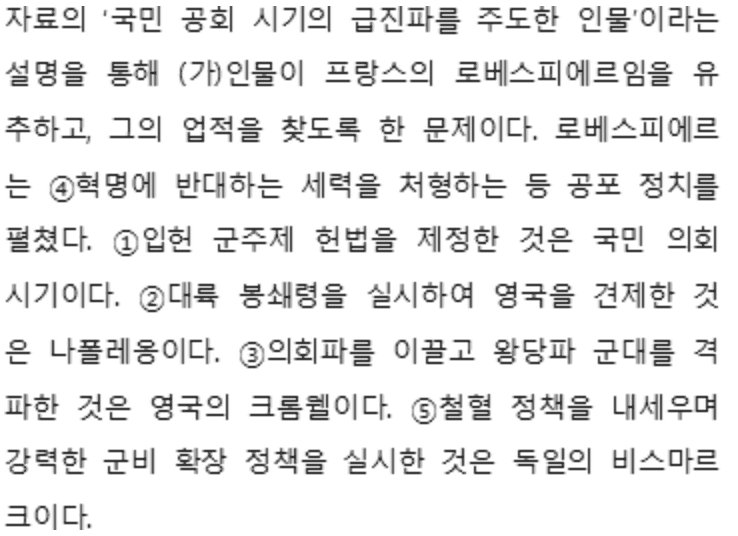 자료의 '국민 공회 시기의 급진파를 주도한 인물'이라는
설명을 통해 (가)인물이 프랑스의 로베스피에르임을 유
추하고, 그의 업적을 찾도록 한 문제이다. 로베스피에르
는 ④혁명에 반대하는 세력을 처형하는 등 공포 정치를
펼쳤다. ①입헌 군주제 헌법을 제정한 것은 국민 의회
시기이다. ②대륙 봉쇄령을 실시하여 영국을 견제한 것
은 나폴레옹이다. ③의회파를 이끌고 왕당파 군대를 격
파한 것은 영국의 크롬웰이다. ⑤철혈 정책을 내세우며
강력한 군비 확장 정책을 실시한 것은 독일의 비스마르
크이다.